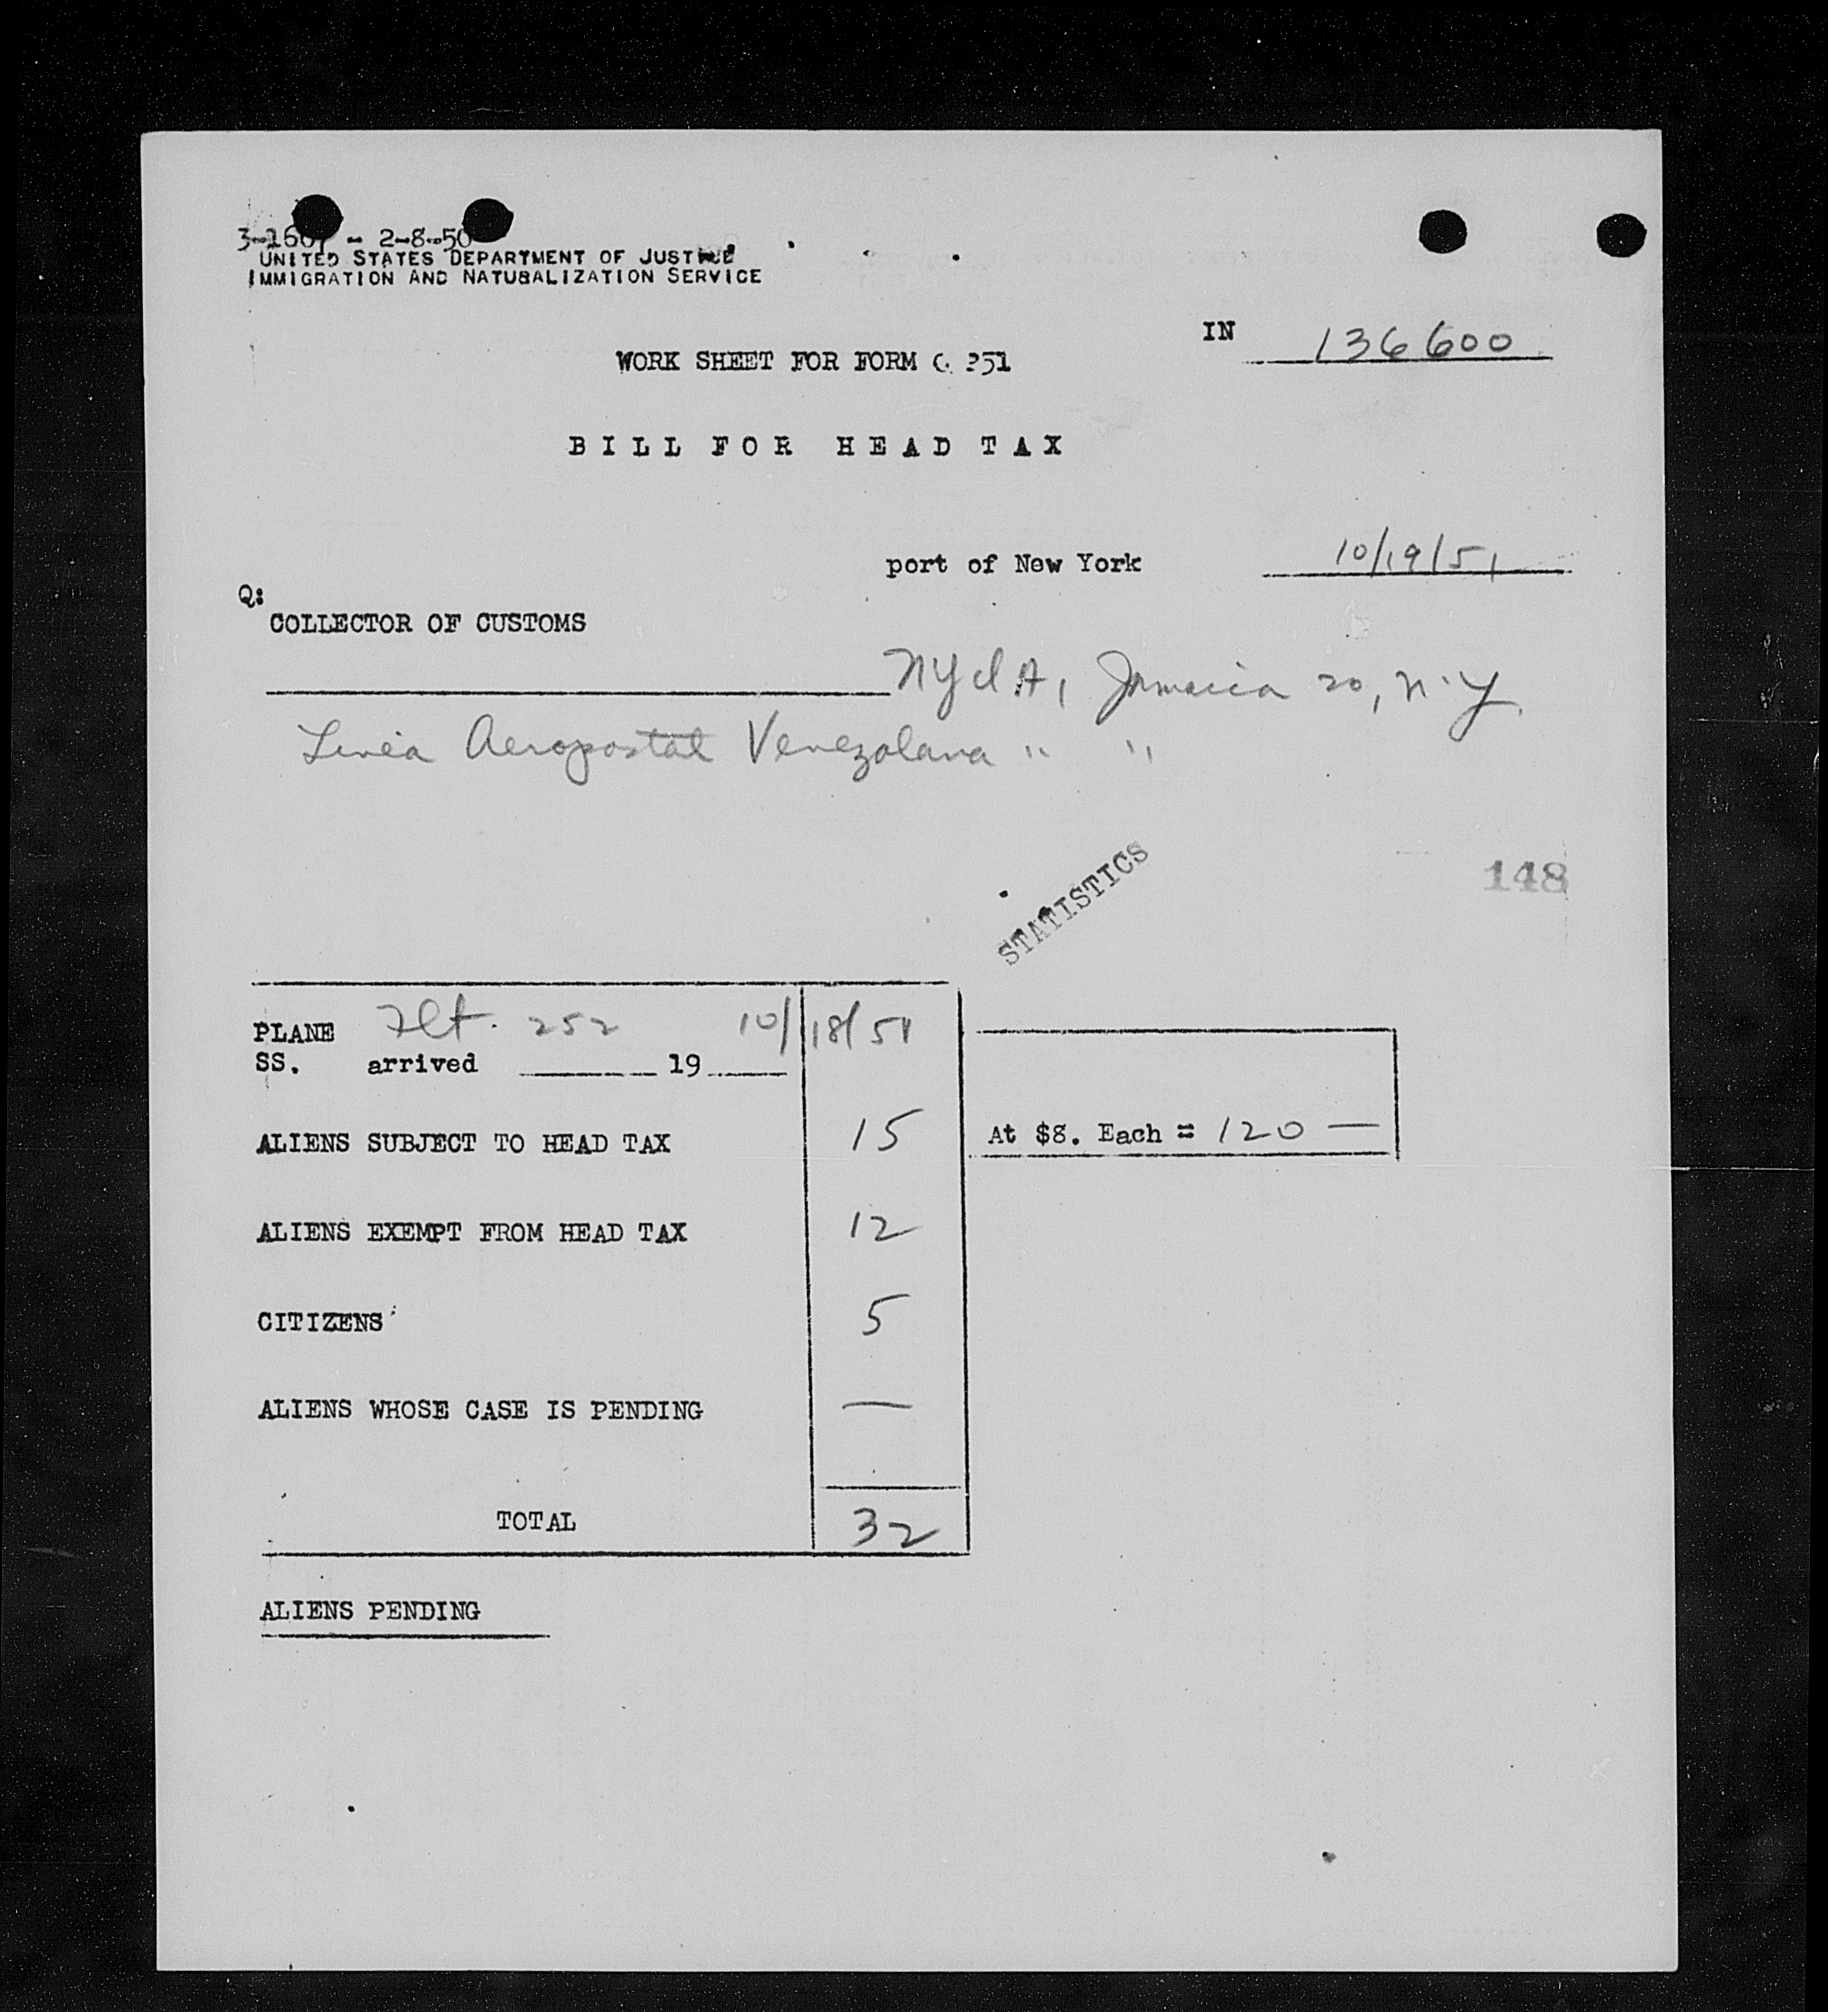 3-1607 - 2-8-50
UNITED STATES DEPARTMENT OF JUSTICE
IMMIGRATION AND NATURALIZATION SERVICE
IN 136600
WORK SHEET FOR FORM G 251
BILL FOR HEAD TAX
port of New York 10/19/51
Q:
COLLECTOR OF CUSTOMS
NYIA, Jamaica 20, N.Y.
Linea Aeropostal Venezolana " "
148
STATISTICS
PLANE Flt. 252 10/18/51
SS. arrived 19
ALIENS SUBJECT TO HEAD TAX 15 At $8. Each = 120 —
ALIENS EXEMPT FROM HEAD TAX 12
CITIZENS 5
ALIENS WHOSE CASE IS PENDING —
TOTAL 32
ALIENS PENDING